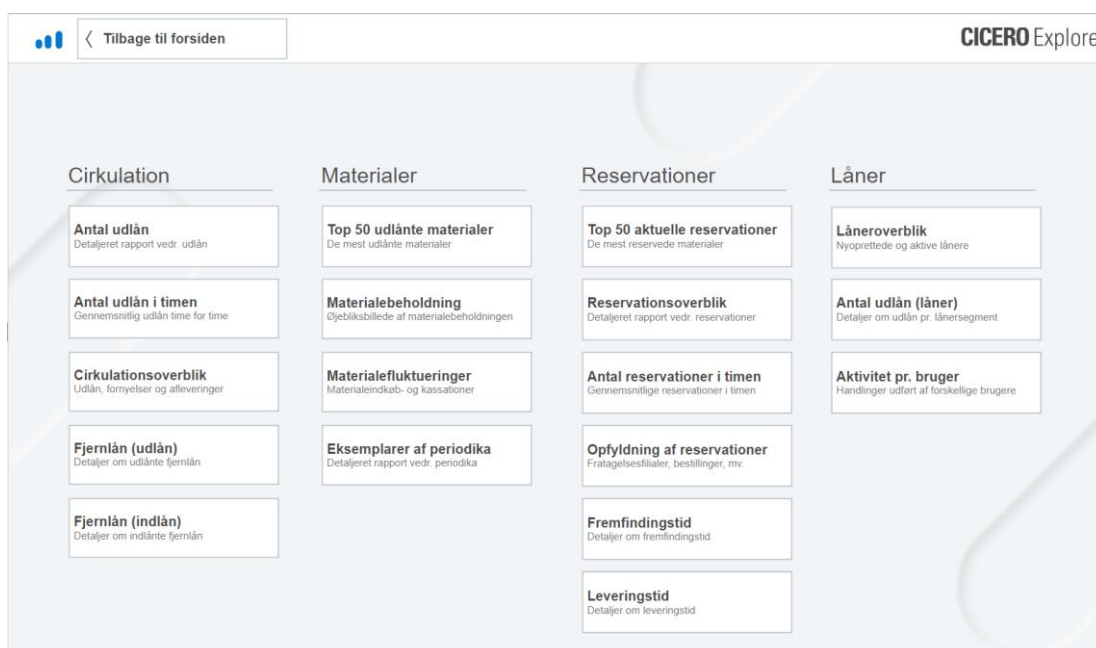 Tilbage til forsiden
CICERO Explore
Cirkulation
Antal udlån
Detaljeret rapport vedr. udlån
Antal udlån i timen
Gennemsnitlig udlån time for time
Cirkulationsoverblik
Udlån, fornyelser og afleveringer
Fjernlån (udlån)
Detaljer om udlånte fjernlån
Fjernlån (indlån)
Detaljer om indlånte fjernlån
Materialer
Top 50 udlånte materialer
De mest udlånte materialer
Materialebeholdning
Øjebliksbillede af materialebeholdningen
Materialefluktueringer
Materialeindkøb- og kassationer
Eksemplarer af periodika
Detaljeret rapport vedr. periodika
Reservationer
Top 50 aktuelle reservationer
De mest reservede materialer
Reservationsoverblik
Detaljeret rapport vedr. reservationer
Antal reservationer i timen
Gennemsnitlige reservationer i timen
Opfyldning af reservationer
Fratagelsesfilialer, bestillinger, mv.
Fremfindingstid
Detaljer om fremfindingstid
Leveringstid
Detaljer om leveringstid
Låner
Låneroverblik
Nyoprettede og aktive lånere
Antal udlån (låner)
Detaljer om udlån pr. lånersegment
Aktivitet pr. bruger
Handlinger udført af forskellige brugere